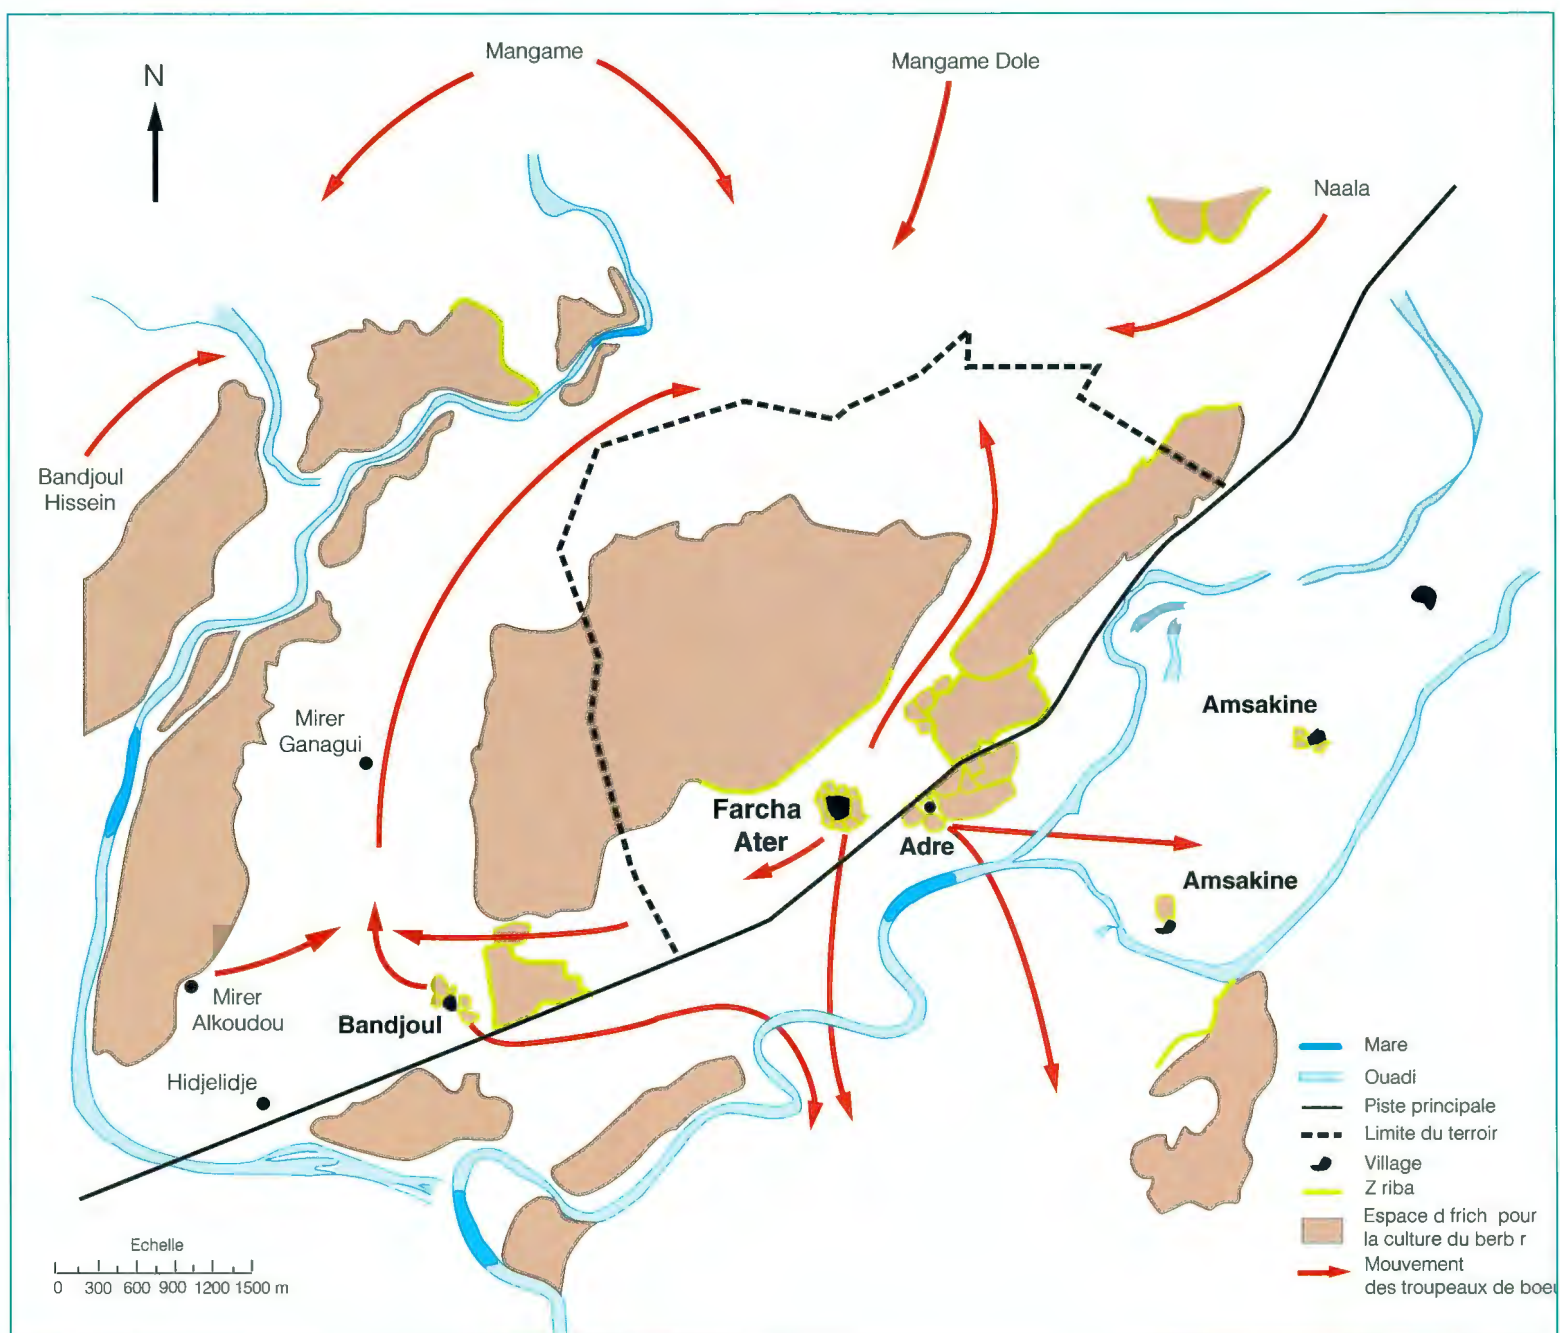 Mangame
Mangame Dole
N
Naala
Bandjoul
Hissein
Mirer
Ganagui
Amsakine
Farcha
Ater
Adre
Amsakine
Mirer
Alkoudou
Bandjoul
Hidjelidje
Mare
Ouadi
Piste principale
Limite du terroir
Village
Z riba
Espace d frich pour
la culture du berb r
Mouvement
des troupeaux de boeu
Echelle
0 300 600 900 1200 1500 m